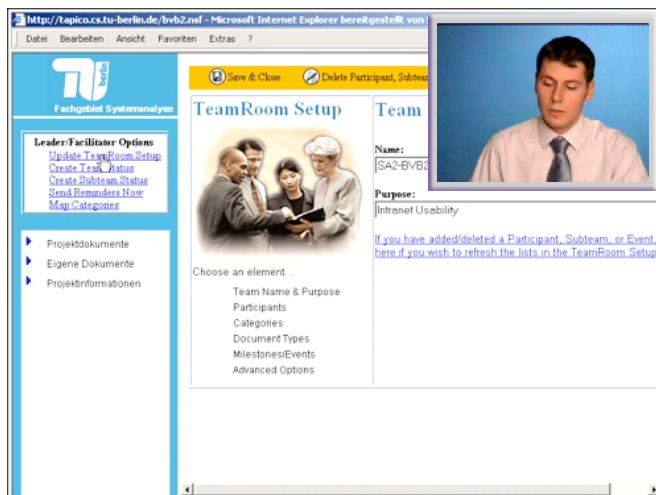 http://tapico.cs.tu-berlin.de/bvb2.nsf - Microsoft Internet Explorer bereitgestellt von
Datei Bearbeiten Ansicht Favoriten Extras ?
berlin
Fachgebiet Systemanalyse
Save & Close Delete Participant, Subteam
Leader/Facilitator Options
Update TeamRoom Setup
Create Team Status
Create Subteam Status
Send Reminders Now
Map Categories
Projektdokumente
Eigene Dokumente
Projektinformationen
TeamRoom Setup
Choose an element...
Team Name & Purpose
Participants
Categories
Document Types
Milestones/Events
Advanced Options
Team
Name:
SA2-BVB2
Purpose:
Intranet Usability
If you have added/deleted a Participant, Subteam, or Event,
here if you wish to refresh the lists in the TeamRoom Setup